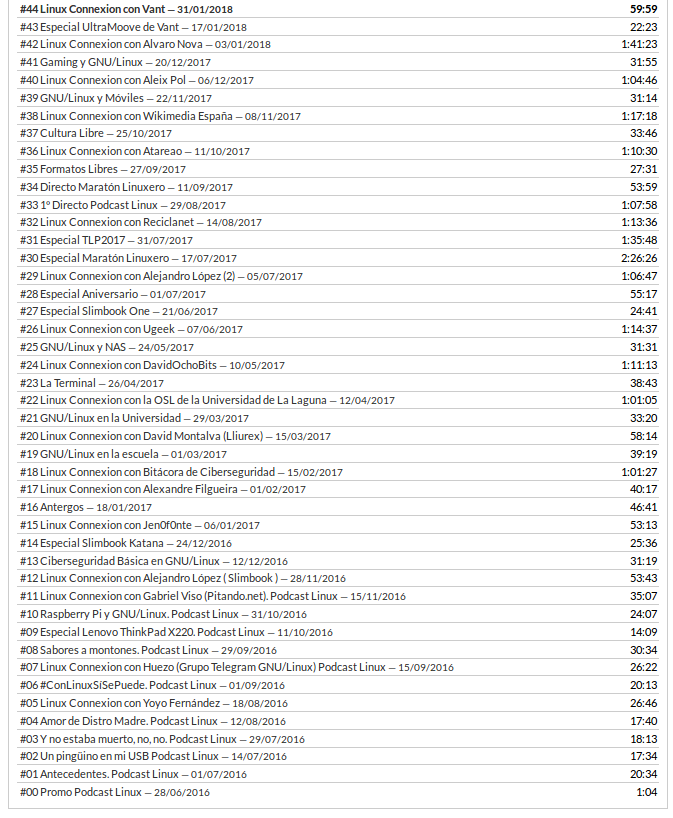 #44 Linux Connexion con Vant — 31/01/2018 59:59
#43 Especial UltraMoove de Vant — 17/01/2018 22:23
#42 Linux Connexion con Alvaro Nova — 03/01/2018 1:41:23
#41 Gaming y GNU/Linux — 20/12/2017 31:55
#40 Linux Connexion con Aleix Pol — 06/12/2017 1:04:46
#39 GNU/Linux y Móviles — 22/11/2017 31:14
#38 Linux Connexion con Wikimedia España — 08/11/2017 1:17:18
#37 Cultura Libre — 25/10/2017 33:46
#36 Linux Connexion con Atareao — 11/10/2017 1:10:30
#35 Formatos Libres — 27/09/2017 27:31
#34 Directo Maratón Linuxero — 11/09/2017 53:59
#33 1º Directo Podcast Linux — 29/08/2017 1:07:58
#32 Linux Connexion con Reciclanet — 14/08/2017 1:13:36
#31 Especial TLP2017 — 31/07/2017 1:35:48
#30 Especial Maratón Linuxero — 17/07/2017 2:26:26
#29 Linux Connexion con Alejandro López (2) — 05/07/2017 1:06:47
#28 Especial Aniversario — 01/07/2017 55:17
#27 Especial Slimbook One — 21/06/2017 24:41
#26 Linux Connexion con Ugeek — 07/06/2017 1:14:37
#25 GNU/Linux y NAS — 24/05/2017 31:31
#24 Linux Connexion con DavidOchoBits — 10/05/2017 1:11:13
#23 La Terminal — 26/04/2017 38:43
#22 Linux Connexion con la OSL de la Universidad de La Laguna — 12/04/2017 1:01:05
#21 GNU/Linux en la Universidad — 29/03/2017 33:20
#20 Linux Connexion con David Montalva (Lliurex) — 15/03/2017 58:14
#19 GNU/Linux en la escuela — 01/03/2017 39:19
#18 Linux Connexion con Bitácora de Ciberseguridad — 15/02/2017 1:01:27
#17 Linux Connexion con Alexandre Filgueira — 01/02/2017 40:17
#16 Antergos — 18/01/2017 46:41
#15 Linux Connexion con Jen0f0nte — 06/01/2017 53:13
#14 Especial Slimbook Katana — 24/12/2016 25:36
#13 Ciberseguridad Básica en GNU/Linux — 12/12/2016 31:19
#12 Linux Connexion con Alejandro López ( Slimbook ) — 28/11/2016 53:43
#11 Linux Connexion con Gabriel Viso (Pitando.net). Podcast Linux — 15/11/2016 35:07
#10 Raspberry Pi y GNU/Linux. Podcast Linux — 31/10/2016 24:07
#09 Especial Lenovo ThinkPad X220. Podcast Linux — 11/10/2016 14:09
#08 Sabores a montones. Podcast Linux — 29/09/2016 30:34
#07 Linux Connexion con Huezo (Grupo Telegram GNU/Linux) Podcast Linux — 15/09/2016 26:22
#06 #ConLinuxSíSePuede. Podcast Linux — 01/09/2016 20:13
#05 Linux Connexion con Yoyo Fernández — 18/08/2016 26:46
#04 Amor de Distro Madre. Podcast Linux — 12/08/2016 17:40
#03 Y no estaba muerto, no, no. Podcast Linux — 29/07/2016 18:13
#02 Un pingüino en mi USB Podcast Linux — 14/07/2016 17:34
#01 Antecedentes. Podcast Linux — 01/07/2016 20:34
#00 Promo Podcast Linux — 28/06/2016 1:04